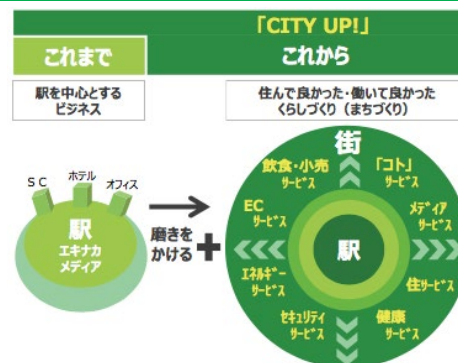 「CITY UP!」
これまで
これから
駅を中心とする
ビジネス
住んで良かった・働いて良かった
くらしづくり（まちづくり）
SC
ホテル
オフィス
駅
エキナカ
メディア
磨きを
かける
+
街
飲食・小売
サービス
「コト」
サービス
EC
サービス
メディア
サービス
駅
エネルギー
サービス
住サービス
セキュリティ
サービス
健康
サービス